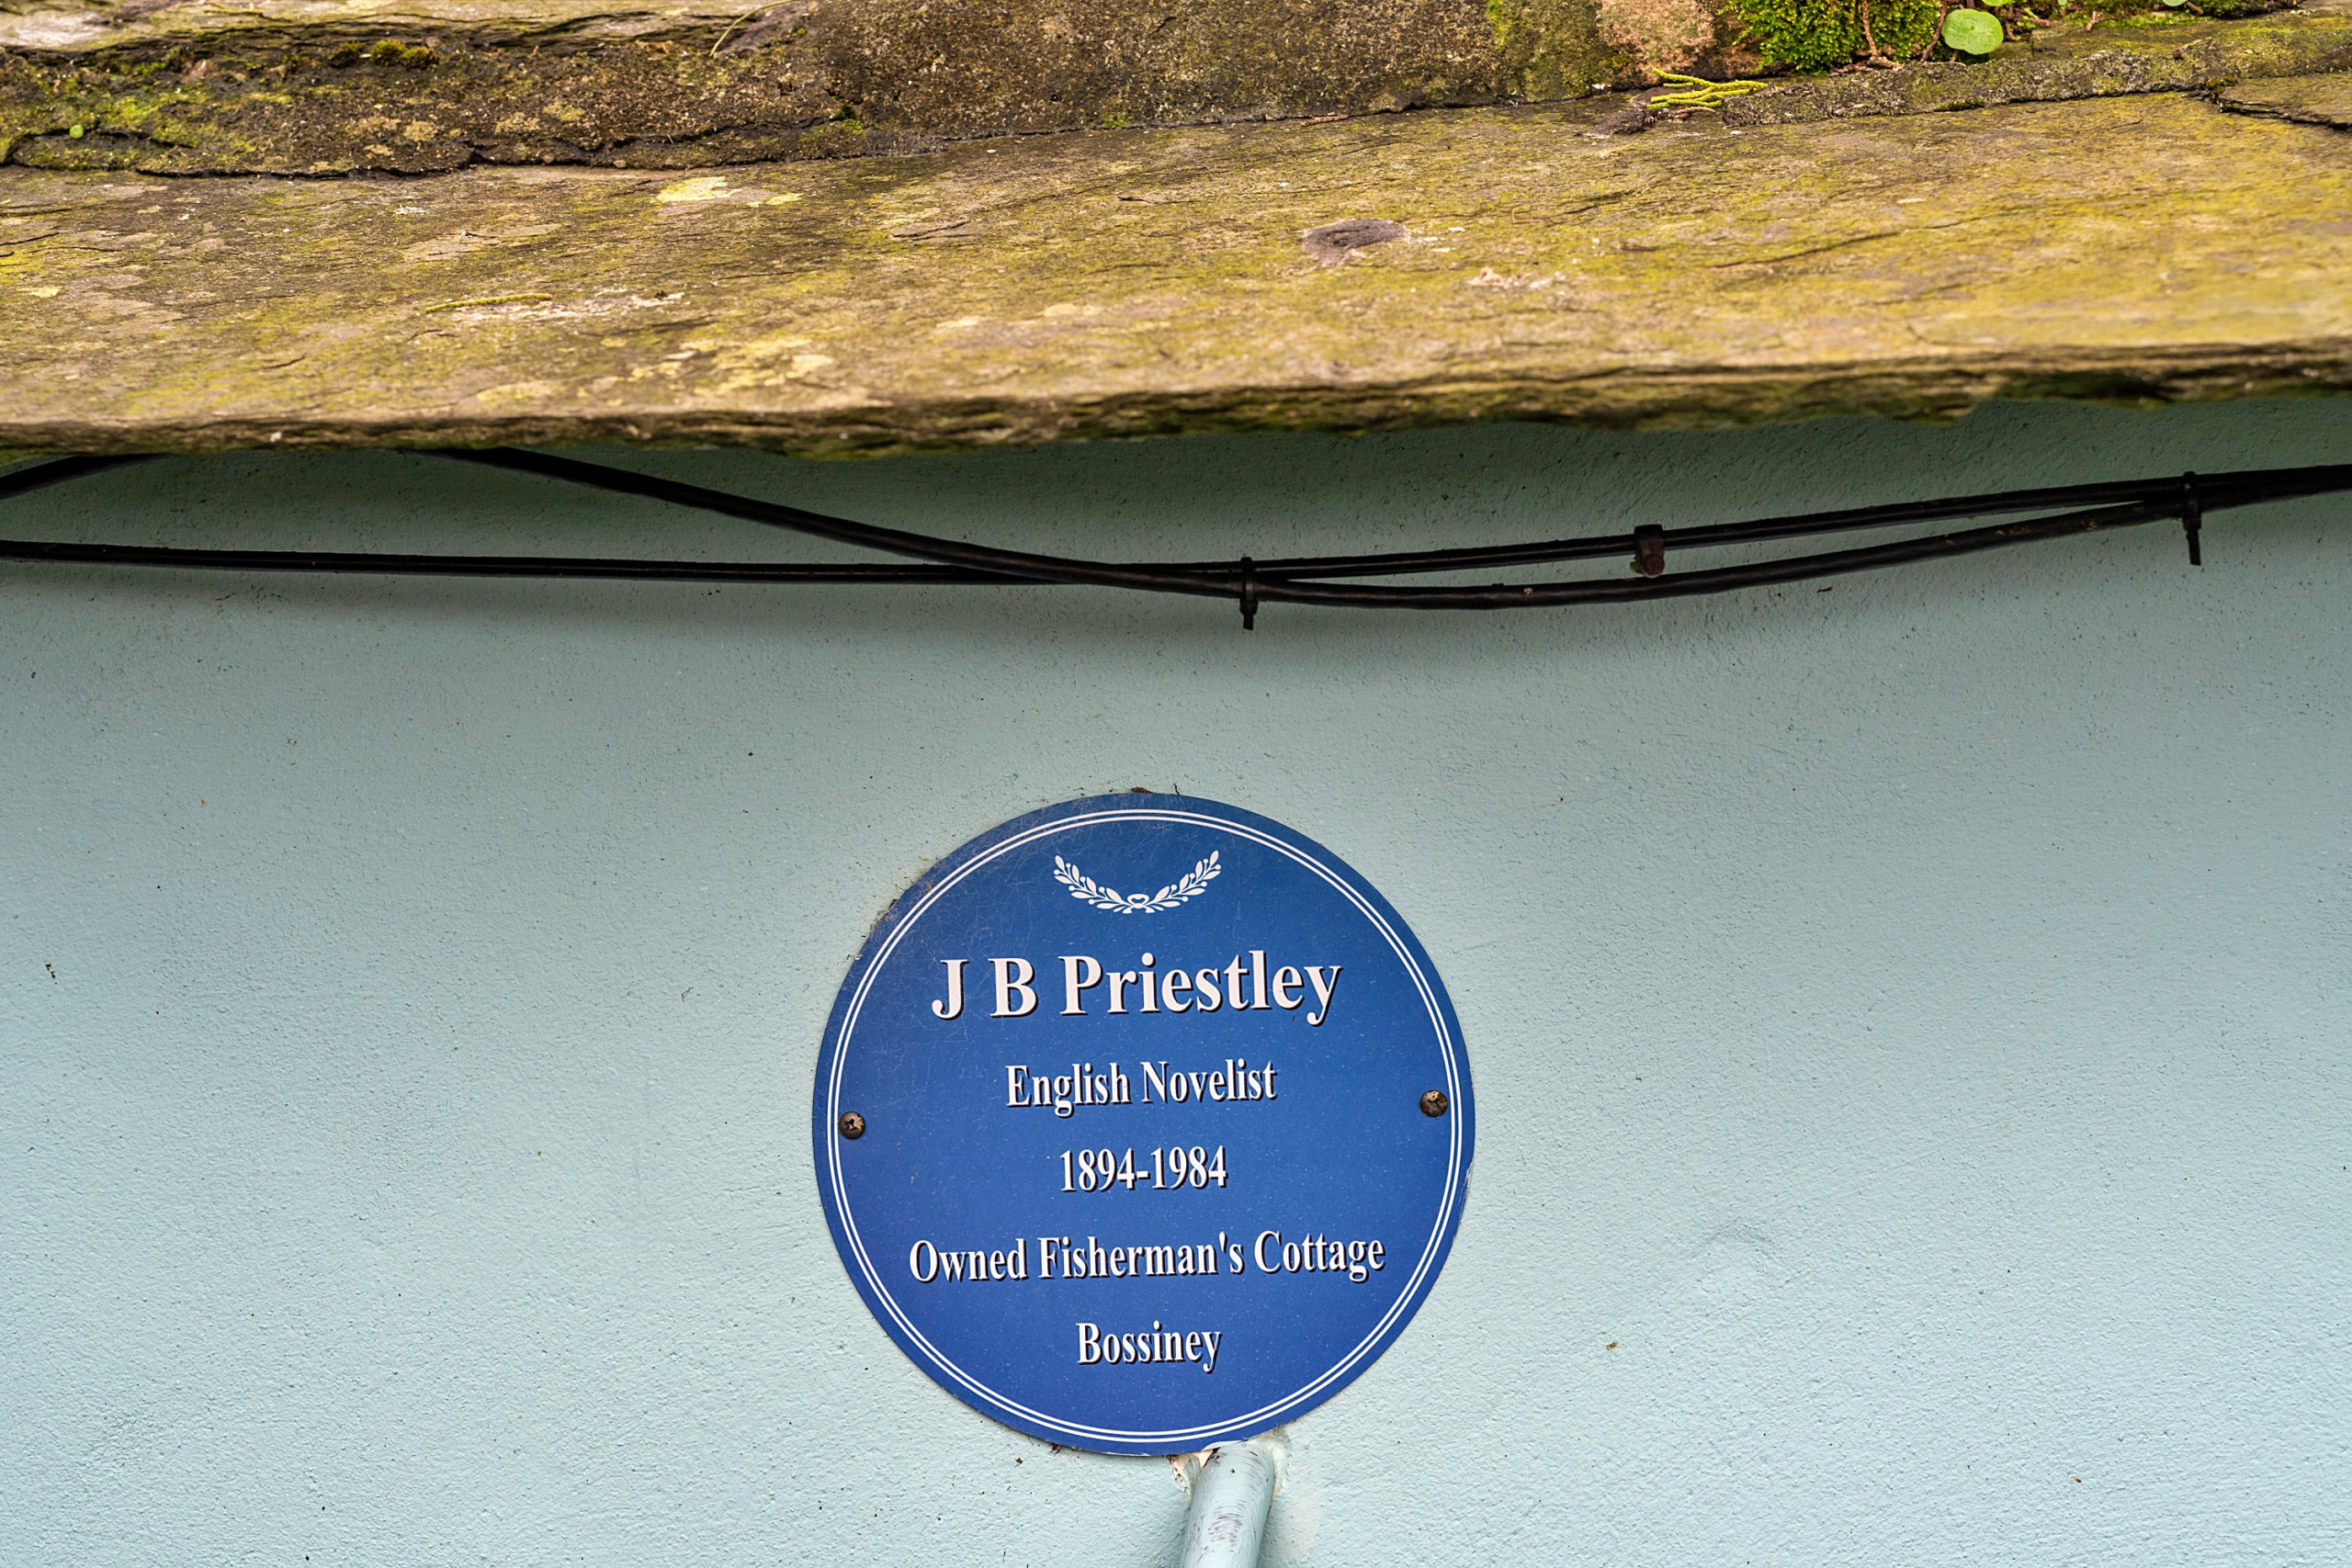 J B Priestley
English Novelist
1894-1984
Owned Fisherman's Cottage
Bossiney